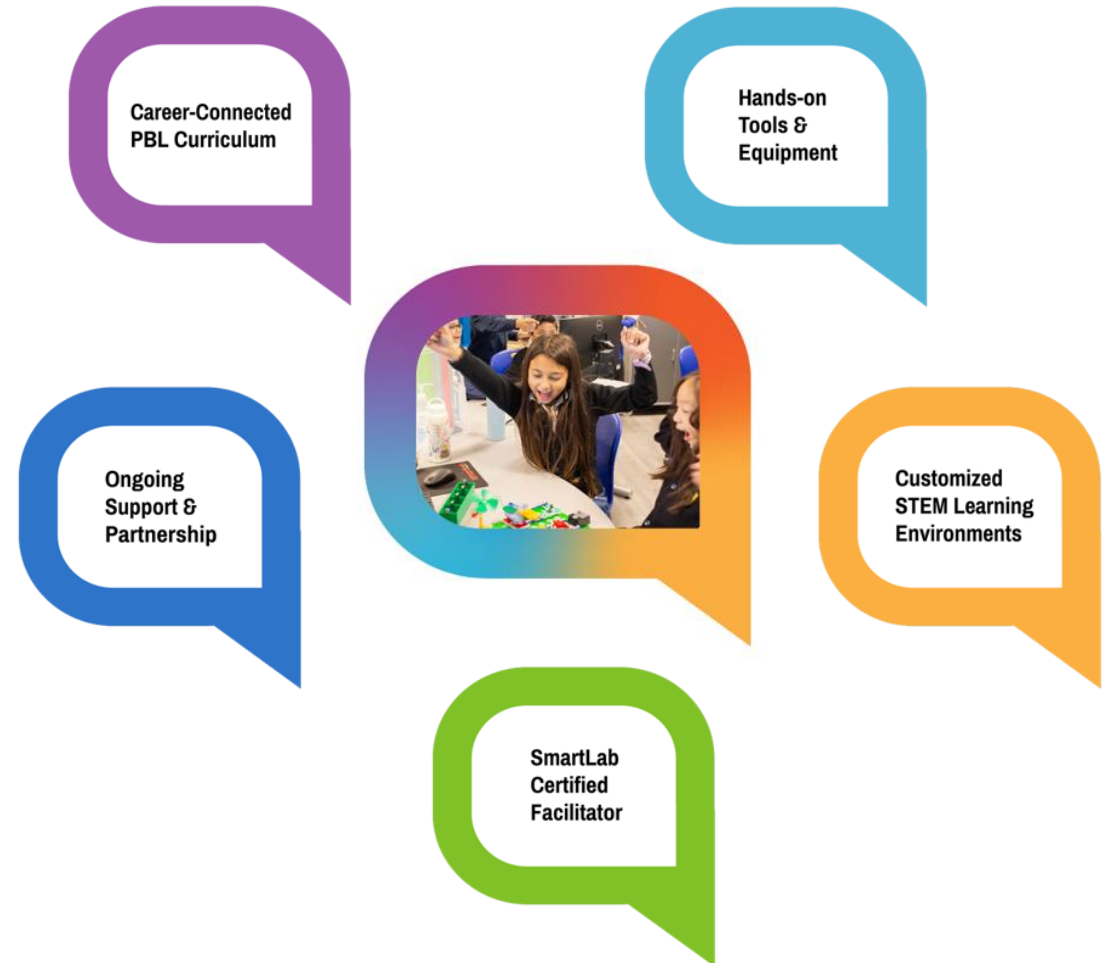 Career-Connected
PBL Curriculum
Hands-on
Tools &
Equipment
Ongoing
Support &
Partnership
Customized
STEM Learning
Environments
SmartLab
Certified
Facilitator